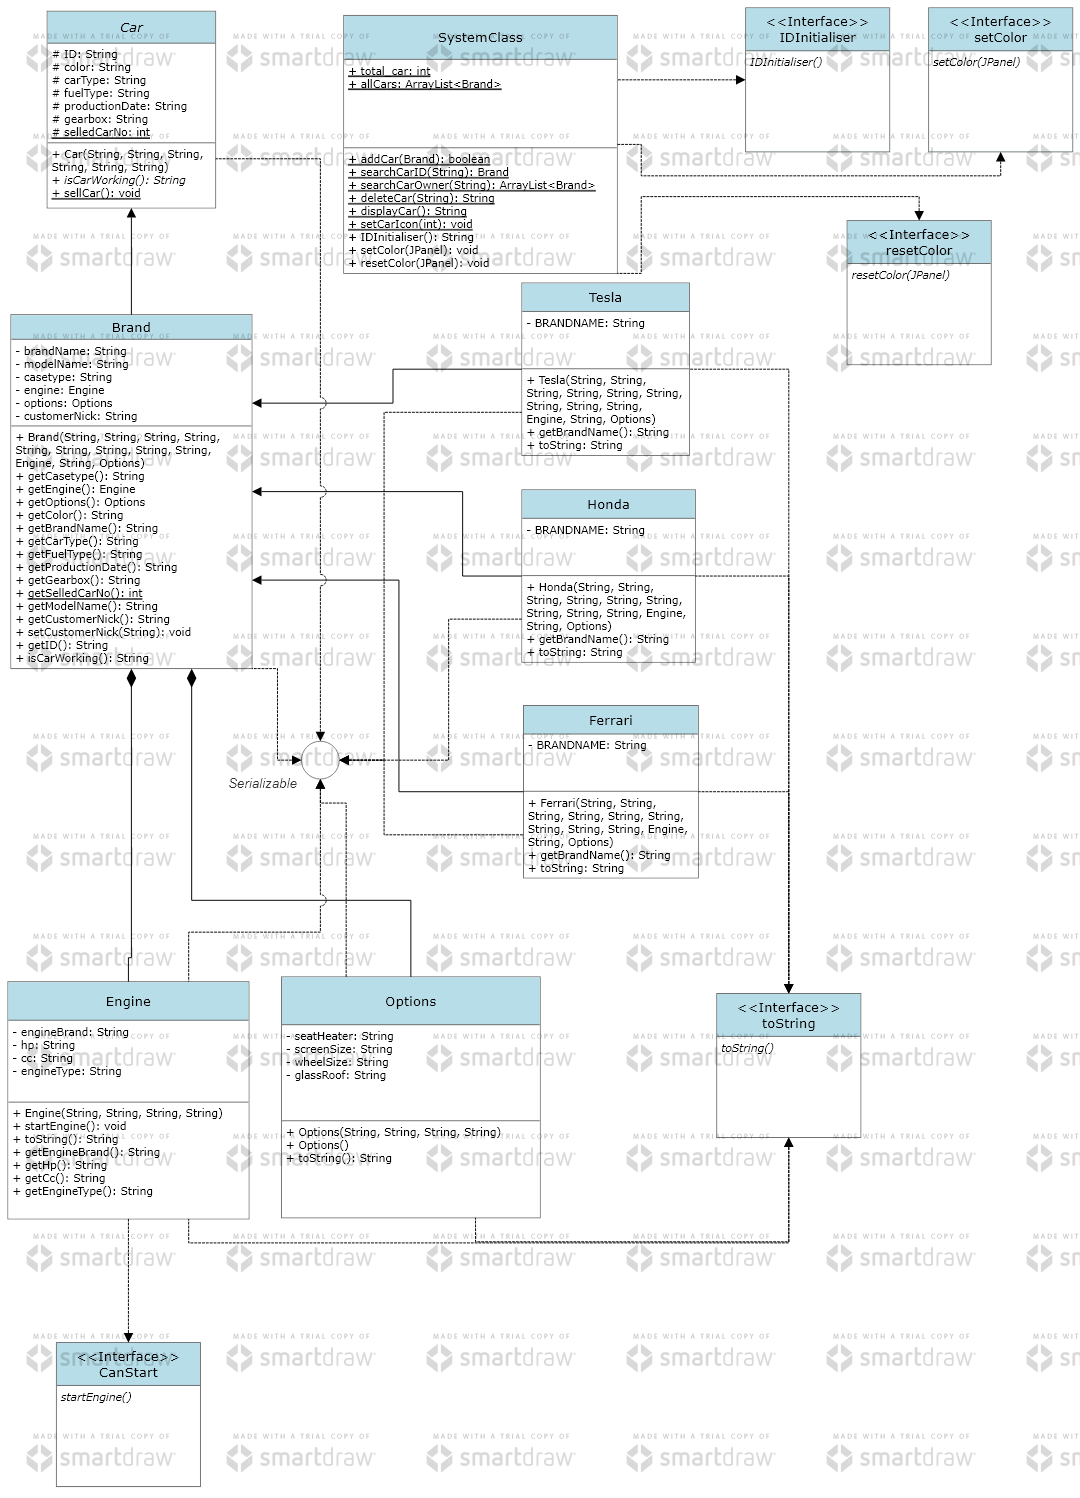 Car
# ID: String
# color: String
# carType: String
# fuelType: String
# productionDate: String
# gearbox: String
# selledCarNo: int
+ Car(String, String, String,
String, String, String)
+ isCarWorking(): String
+ sellCar(): void
SystemClass
+ total_car: int
+ allCars: ArrayList<Brand>
+ addCar(Brand): boolean
+ searchCarID(String): Brand
+ searchCarOwner(String): ArrayList<Brand>
+ deleteCar(String): String
+ displayCar(): String
+ setCarIcon(int): void
+ IDInitialiser(): String
+ setColor(JPanel): void
+ resetColor(JPanel): void
<<Interface>>
IDInitialiser
IDInitialiser()
<<Interface>>
setColor
setColor(JPanel)
<<Interface>>
resetColor
resetColor(JPanel)
Brand
- brandName: String
- modelName: String
- casetype: String
- engine: Engine
- options: Options
- customerNick: String
+ Brand(String, String, String, String,
String, String, String, String, String,
Engine, String, Options)
+ getCasetype(): String
+ getEngine(): Engine
+ getOptions(): Options
+ getColor(): String
+ getBrandName(): String
+ getCarType(): String
+ getFuelType(): String
+ getProductionDate(): String
+ getGearbox(): String
+ getSelledCarNo(): int
+ getModelName(): String
+ getCustomerNick(): String
+ setCustomerNick(String): void
+ getID(): String
+ isCarWorking(): String
Tesla
- BRANDNAME: String
+ Tesla(String, String,
String, String, String, String,
String, String, String,
Engine, String, Options)
+ getBrandName(): String
+ toString: String
Honda
- BRANDNAME: String
+ Honda(String, String,
String, String, String, String,
String, String, String, Engine,
String, Options)
+ getBrandName(): String
+ toString: String
Ferrari
- BRANDNAME: String
+ Ferrari(String, String,
String, String, String, String,
String, String, String, Engine,
String, Options)
+ getBrandName(): String
+ toString: String
Serializable
Engine
- engineBrand: String
- hp: String
- cc: String
- engineType: String
+ Engine(String, String, String, String)
+ startEngine(): void
+ toString(): String
+ getEngineBrand(): String
+ getHp(): String
+ getCc(): String
+ getEngineType(): String
Options
- seatHeater: String
- screenSize: String
- wheelSize: String
- glassRoof: String
+ Options(String, String, String, String)
+ Options()
+ toString(): String
<<Interface>>
toString
toString()
<<Interface>>
CanStart
startEngine()
MADE WITH A TRIAL COPY OF
smartdraw